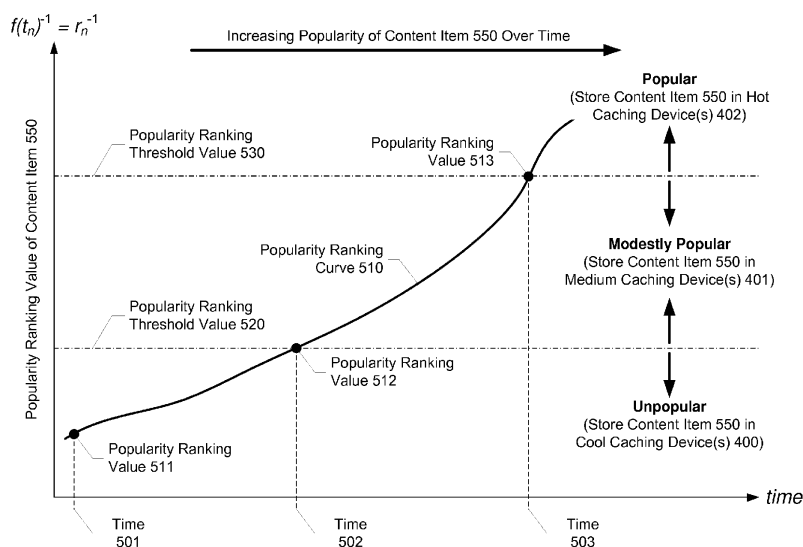 f(tn)-1 = rn-1
Increasing Popularity of Content Item 550 Over Time
Popular
(Store Content Item 550 in Hot
Caching Device(s) 402)
Popularity Ranking
Threshold Value 530
Popularity Ranking
Value 513
Popularity Ranking Value of Content Item 550
Modestly Popular
(Store Content Item 550 in
Medium Caching Device(s) 401)
Popularity Ranking
Curve 510
Popularity Ranking
Threshold Value 520
Popularity Ranking
Value 512
Unpopular
(Store Content Item 550 in
Cool Caching Device(s) 400)
Popularity Ranking
Value 511
time
Time
501
Time
502
Time
503